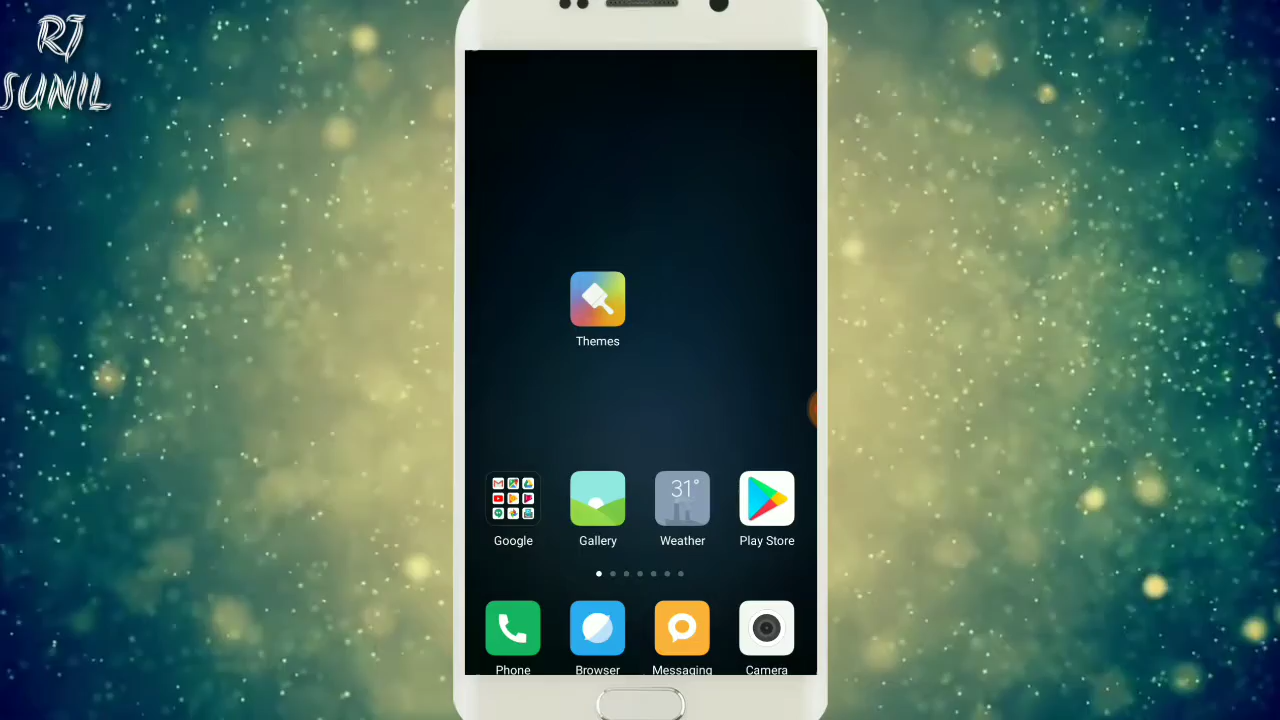 RJ
SUNIL
Themes
31°
Google
Gallery
Weather
Play Store
Phone
Browser
Messaging
Camera